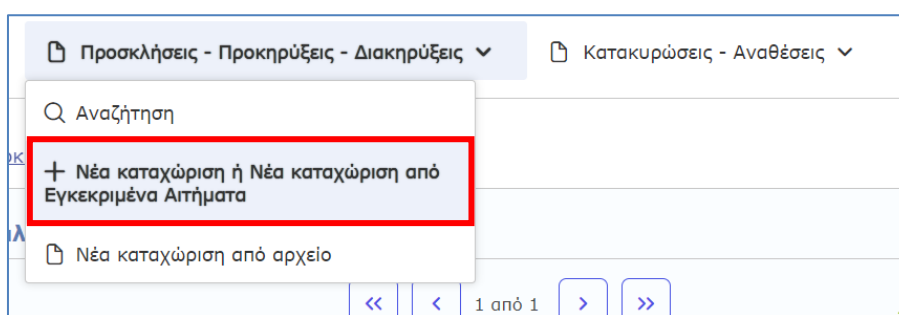 Προσκλήσεις - Προκηρύξεις - Διακηρύξεις
Κατακυρώσεις - Αναθέσεις
Αναζήτηση
+ Νέα καταχώριση ή Νέα καταχώριση από
Εγκεκριμένα Αιτήματα
Νέα καταχώριση από αρχείο
<< < 1 από 1 > >>